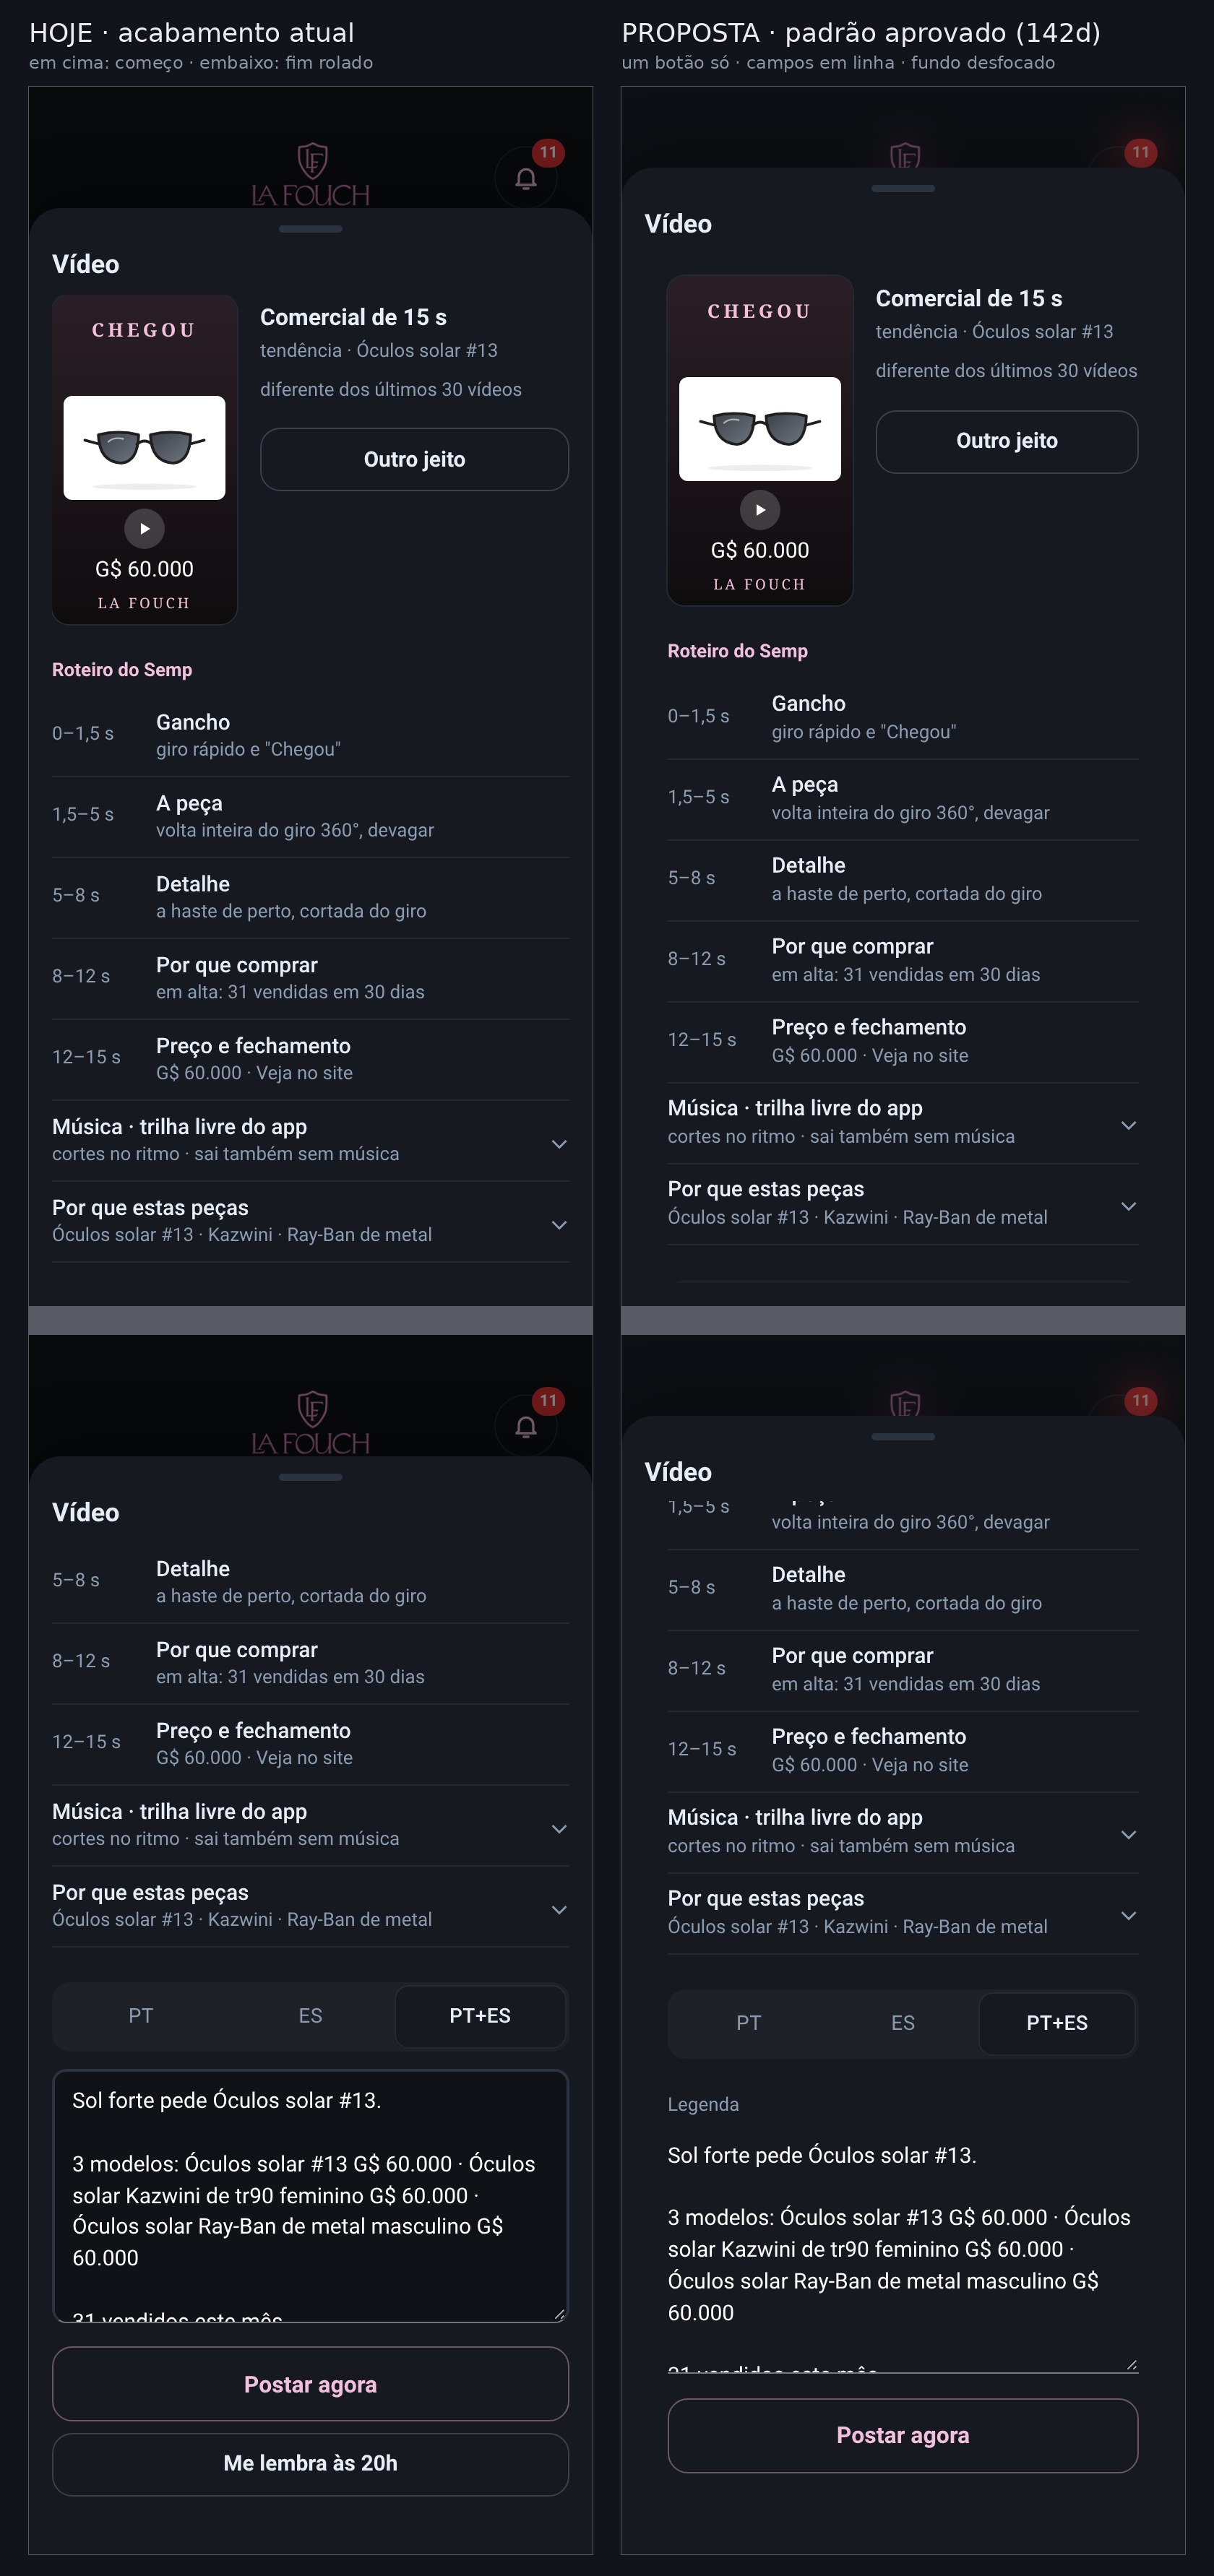 HOJE · acabamento atual
em cima: começo · embaixo: fim rolado
11
LA FOUCH
Vídeo
CHEGOU
G$ 60.000
LA FOUCH
Comercial de 15 s
tendência · Óculos solar #13
diferente dos últimos 30 vídeos
Outro jeito
Roteiro do Semp
0–1,5 s
Gancho
giro rápido e "Chegou"
1,5–5 s
A peça
volta inteira do giro 360°, devagar
5–8 s
Detalhe
a haste de perto, cortada do giro
8–12 s
Por que comprar
em alta: 31 vendidas em 30 dias
12–15 s
Preço e fechamento
G$ 60.000 · Veja no site
Música · trilha livre do app
cortes no ritmo · sai também sem música
Por que estas peças
Óculos solar #13 · Kazwini · Ray-Ban de metal
11
LA FOUCH
Vídeo
5–8 s
Detalhe
a haste de perto, cortada do giro
8–12 s
Por que comprar
em alta: 31 vendidas em 30 dias
12–15 s
Preço e fechamento
G$ 60.000 · Veja no site
Música · trilha livre do app
cortes no ritmo · sai também sem música
Por que estas peças
Óculos solar #13 · Kazwini · Ray-Ban de metal
PT
ES
PT+ES
Sol forte pede Óculos solar #13.
3 modelos: Óculos solar #13 G$ 60.000 · Óculos
solar Kazwini de tr90 feminino G$ 60.000 ·
Óculos solar Ray-Ban de metal masculino G$
60.000
31 vendidos este mês
Postar agora
Me lembra às 20h
PROPOSTA · padrão aprovado (142d)
um botão só · campos em linha · fundo desfocado
11
Vídeo
CHEGOU
G$ 60.000
LA FOUCH
Comercial de 15 s
tendência · Óculos solar #13
diferente dos últimos 30 vídeos
Outro jeito
Roteiro do Semp
0–1,5 s
Gancho
giro rápido e "Chegou"
1,5–5 s
A peça
volta inteira do giro 360°, devagar
5–8 s
Detalhe
a haste de perto, cortada do giro
8–12 s
Por que comprar
em alta: 31 vendidas em 30 dias
12–15 s
Preço e fechamento
G$ 60.000 · Veja no site
Música · trilha livre do app
cortes no ritmo · sai também sem música
Por que estas peças
Óculos solar #13 · Kazwini · Ray-Ban de metal
11
Vídeo
1,5–5 s
volta inteira do giro 360°, devagar
5–8 s
Detalhe
a haste de perto, cortada do giro
8–12 s
Por que comprar
em alta: 31 vendidas em 30 dias
12–15 s
Preço e fechamento
G$ 60.000 · Veja no site
Música · trilha livre do app
cortes no ritmo · sai também sem música
Por que estas peças
Óculos solar #13 · Kazwini · Ray-Ban de metal
PT
ES
PT+ES
Legenda
Sol forte pede Óculos solar #13.
3 modelos: Óculos solar #13 G$ 60.000 · Óculos
solar Kazwini de tr90 feminino G$ 60.000 ·
Óculos solar Ray-Ban de metal masculino G$
60.000
31 vendidos este mês
Postar agora